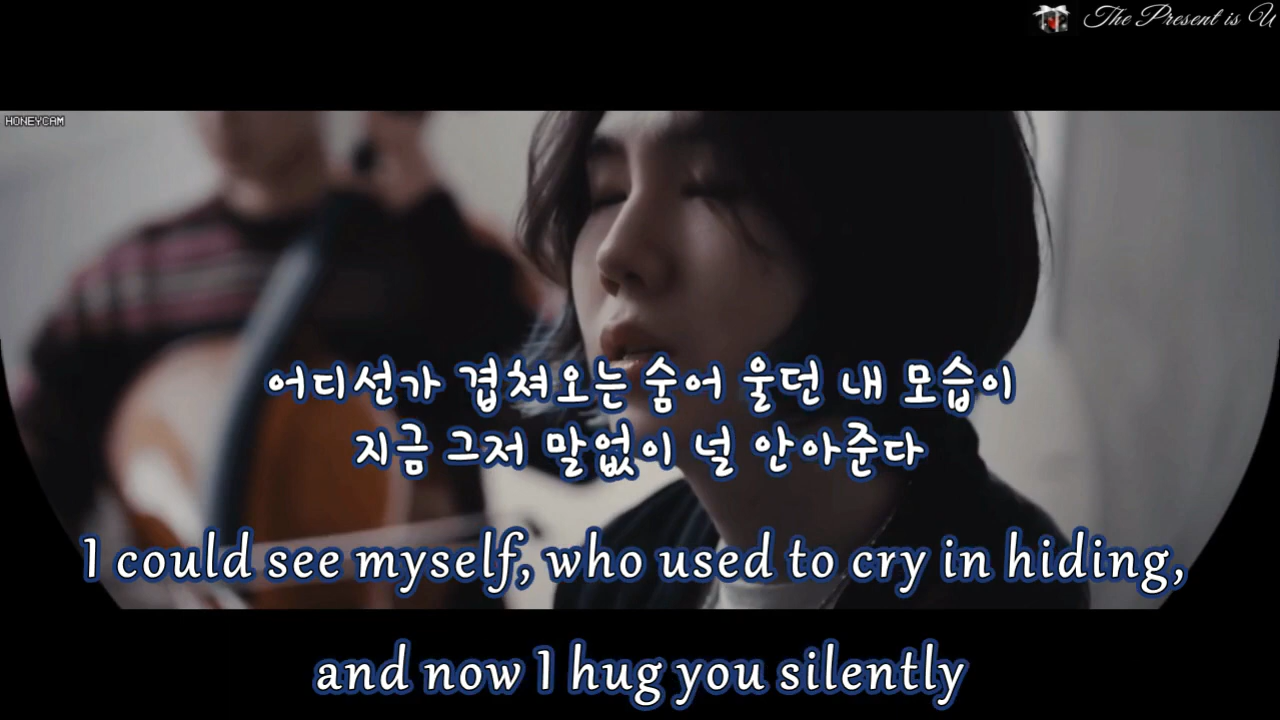 The Present is U
HONEYCAM
어디선가 겹쳐오는 숨어 울던 내 모습이
지금 그저 말없이 널 안아준다
I could see myself, who used to cry in hiding,
and now I hug you silently